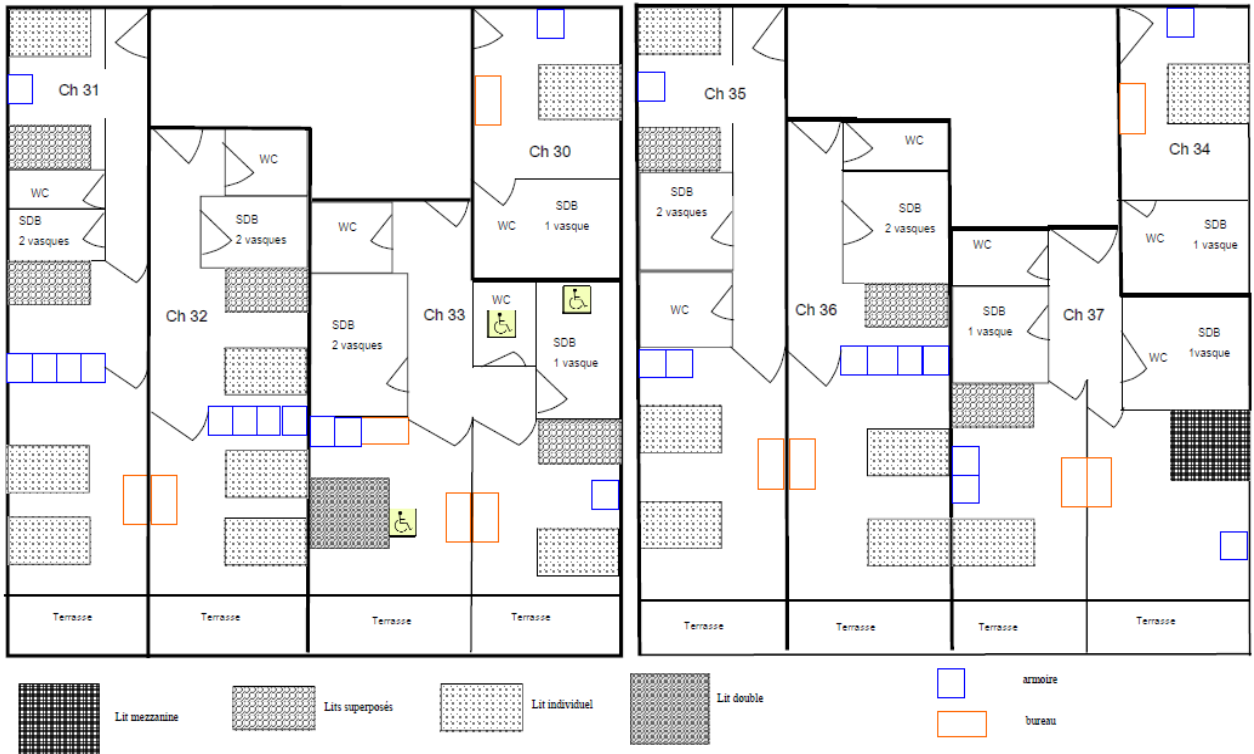 Ch 31
WC
SDB
2 vasques
Ch 32
WC
SDB
2 vasques
Ch 30
WC
SDB
1 vasque
WC
SDB
2 vasques
Ch 33
WC
SDB
1 vasque
Terrasse
Terrasse
Terrasse
Terrasse
Ch 35
SDB
2 vasques
WC
Ch 36
WC
SDB
2 vasques
Ch 34
WC
SDB
1 vasque
WC
SDB
1 vasque
Ch 37
SDB
1vasque
WC
Terrasse
Terrasse
Terrasse
Terrasse
Lit mezzanine
Lits superposés
Lit individuel
Lit double
armoire
bureau